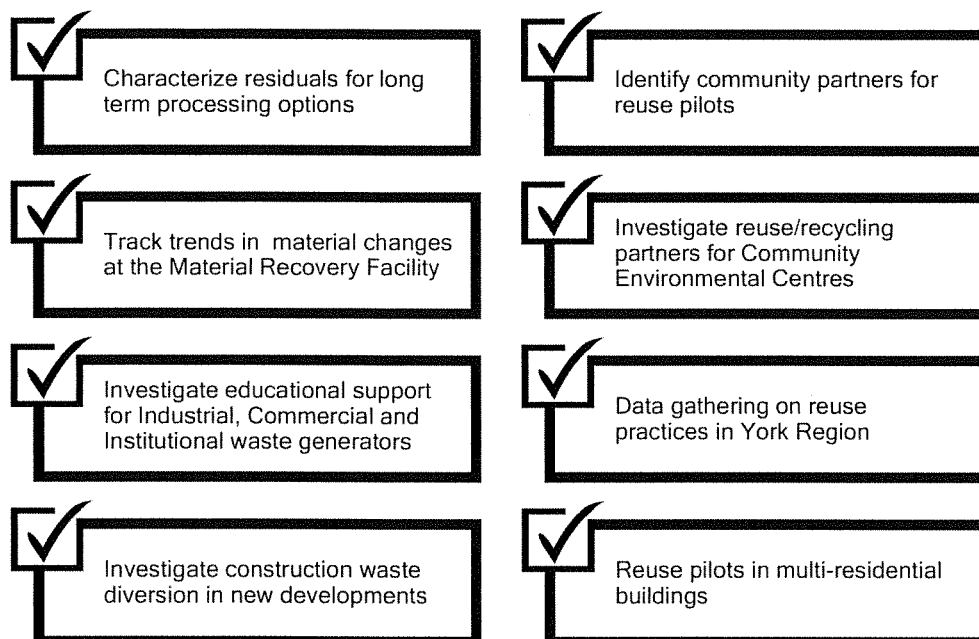 Characterize residuals for long
term processing options
Identify community partners for
reuse pilots
Track trends in material changes
at the Material Recovery Facility
Investigate reuse/recycling
partners for Community
Environmental Centres
Investigate educational support
for Industrial, Commercial and
Institutional waste generators
Data gathering on reuse
practices in York Region
Investigate construction waste
diversion in new developments
Reuse pilots in multi-residential
buildings